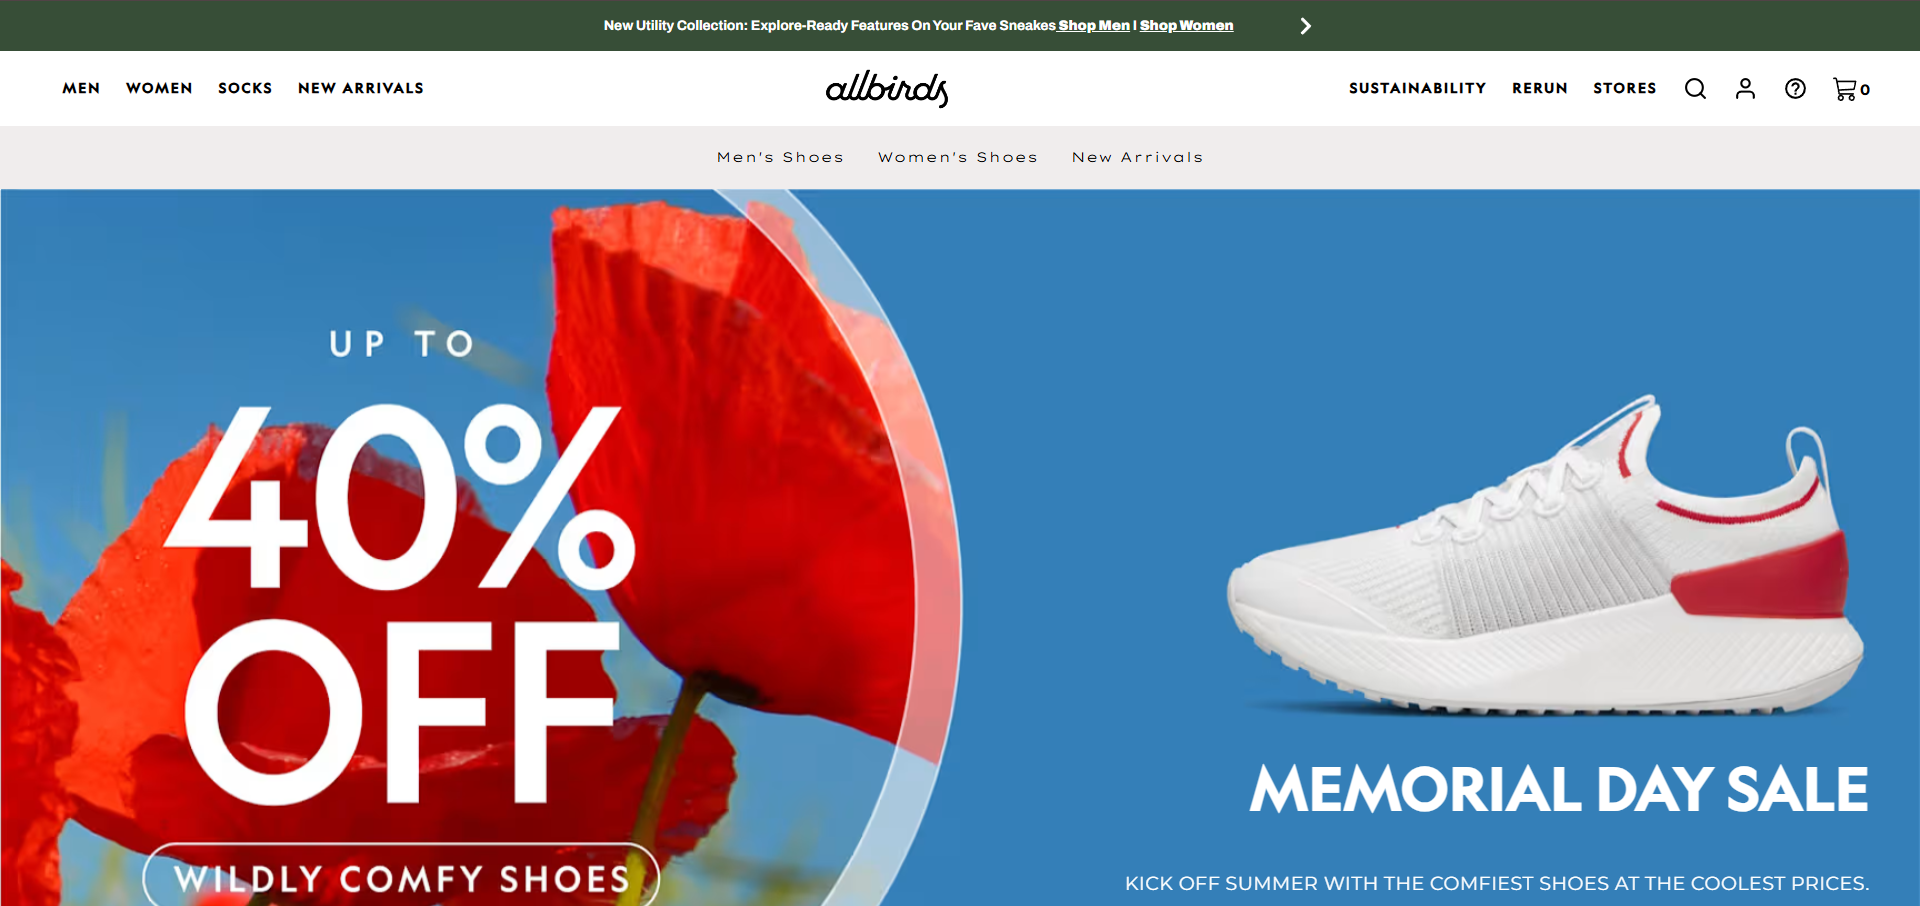 New Utility Collection: Explore-Ready Features On Your Fave Sneakes Shop Men | Shop Women
MEN WOMEN SOCKS NEW ARRIVALS allbirds SUSTAINABILITY RERUN STORES 0
Men's Shoes Women's Shoes New Arrivals
UP TO
40%
OFF
WILDLY COMFY SHOES
MEMORIAL DAY SALE
KICK OFF SUMMER WITH THE COMFIEST SHOES AT THE COOLEST PRICES.